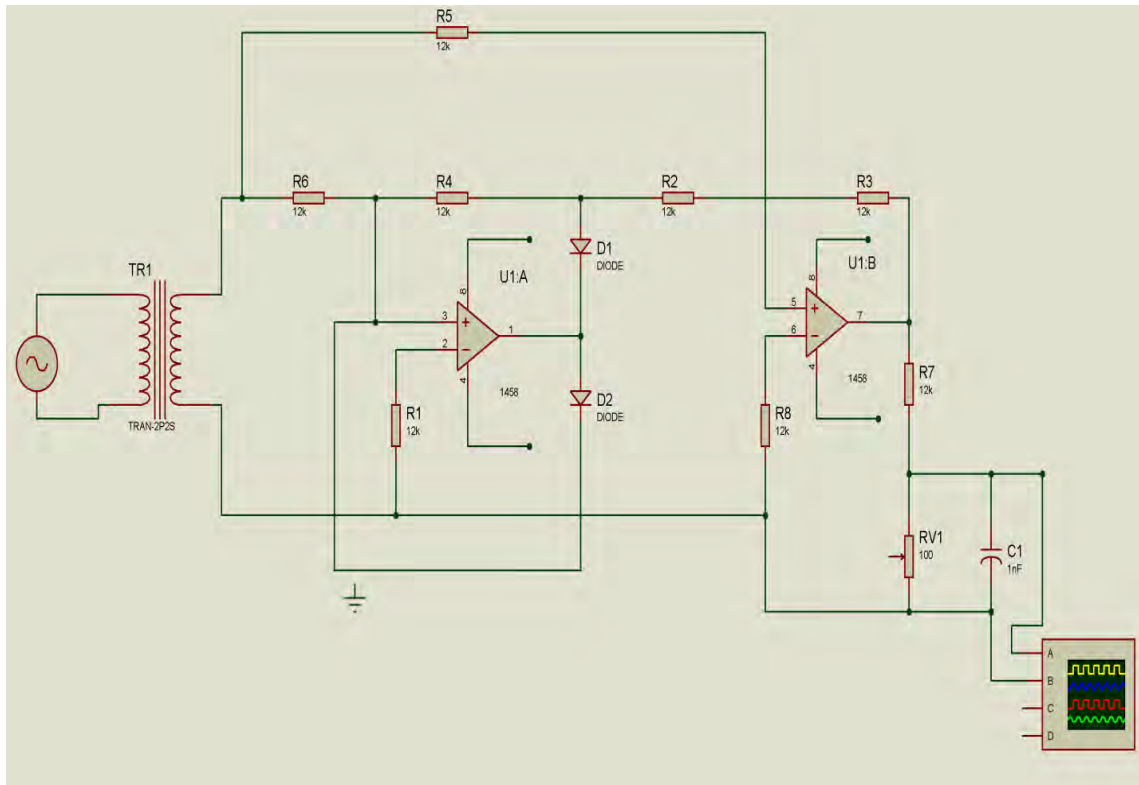 R5
12k
R6
12k
R4
12k
R2
12k
R3
12k
D1
DIODE
U1:A
8
3
2
1
4
1458
D2
DIODE
R1
12k
TR1
TRAN-2P2S
U1:B
8
5
6
7
4
1458
R8
12k
R7
12k
RV1
100
C1
1nF
A
B
C
D